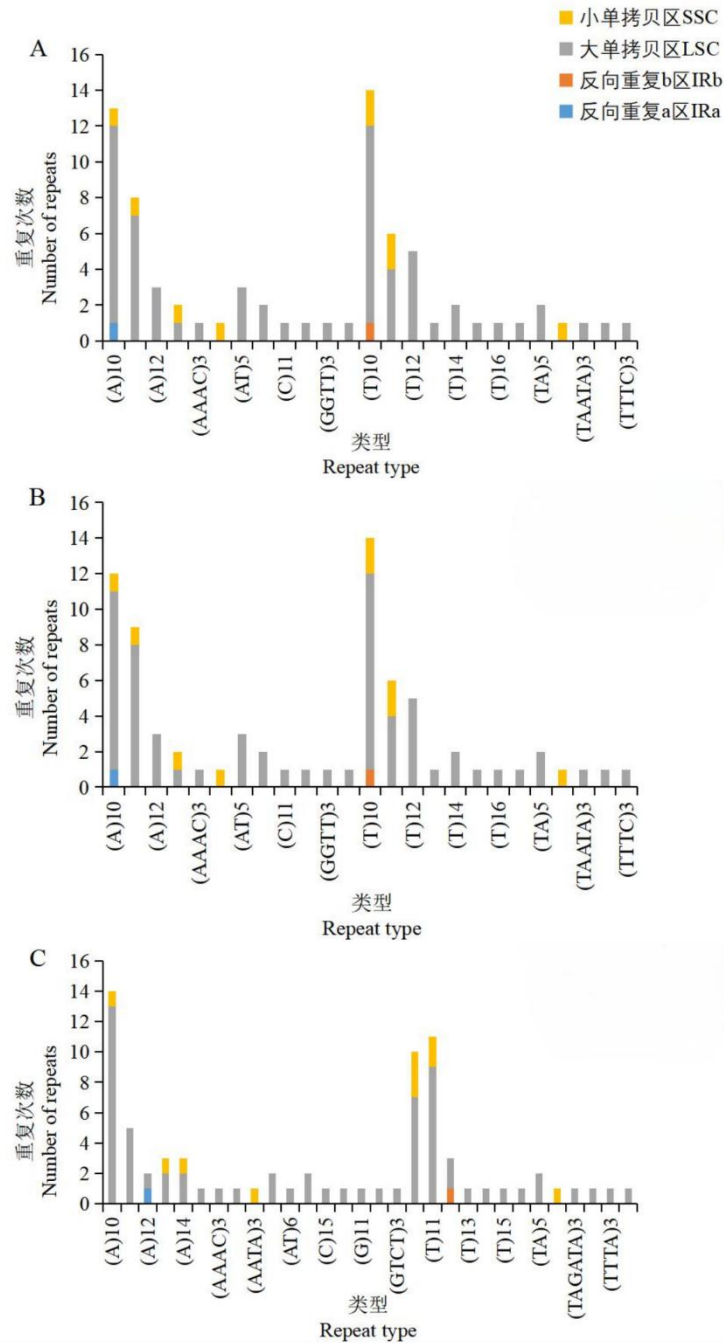 小单拷贝区SSC
大单拷贝区LSC
反向重复b区IRb
反向重复a区IRa
A
重复次数
Number of repeats
16
14
12
10
8
6
4
2
0
(A)10
(A)12
(AAAC)3
(AT)5
(C)11
(GGTT)3
(T)10
(T)12
(T)14
(T)16
(TA)5
(TAATA)3
(TTTC)3
类型
Repeat type
B
重复次数
Number of repeats
16
14
12
10
8
6
4
2
0
(A)10
(A)12
(AAAC)3
(AT)5
(C)11
(GGTT)3
(T)10
(T)12
(T)14
(T)16
(TA)5
(TAATA)3
(TTTC)3
类型
Repeat type
C
重复次数
Number of repeats
16
14
12
10
8
6
4
2
0
(A)10
(A)12
(A)14
(AAAC)3
(AATA)3
(AT)6
(C)15
(G)11
(GTCT)3
(T)11
(T)13
(T)15
(TA)5
(TAGATA)3
(TTTA)3
类型
Repeat type